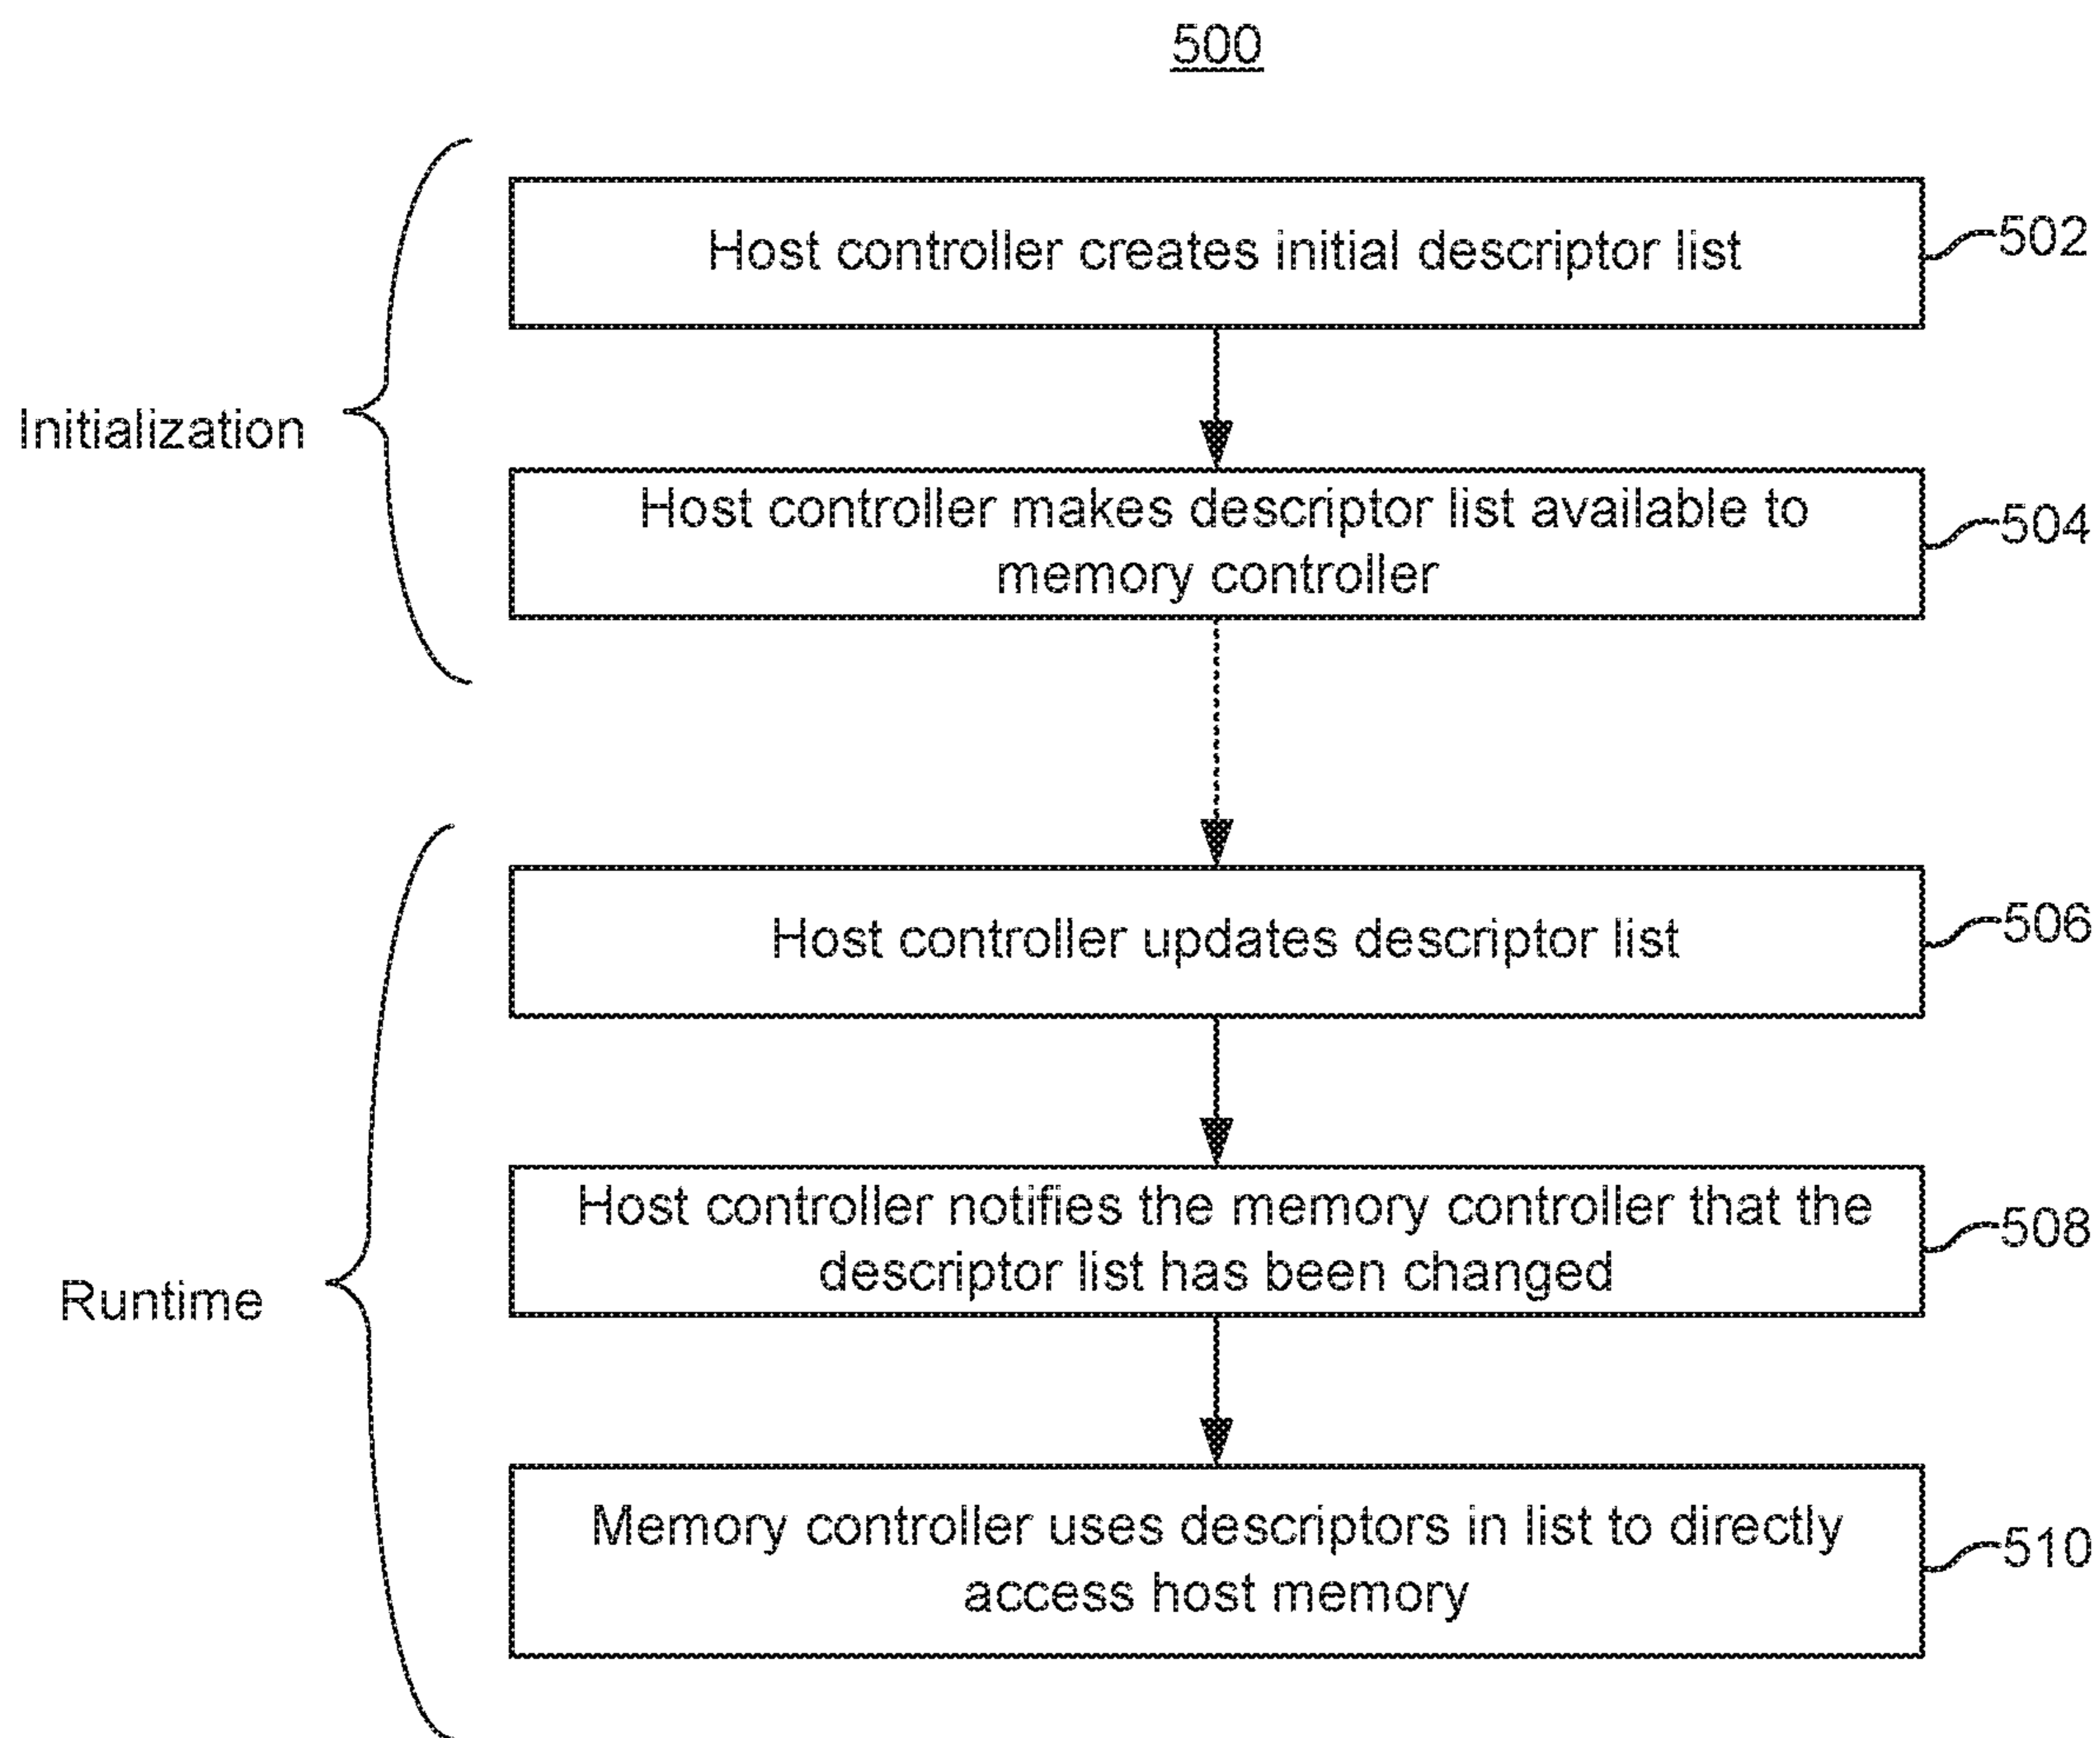 500
Host controller creates initial descriptor list
502
Initialization
Host controller makes descriptor list available to
memory controller
504
Host controller updates descriptor list
506
Host controller notifies the memory controller that the
descriptor list has been changed
508
Runtime
Memory controller uses descriptors in list to directly
access host memory
510